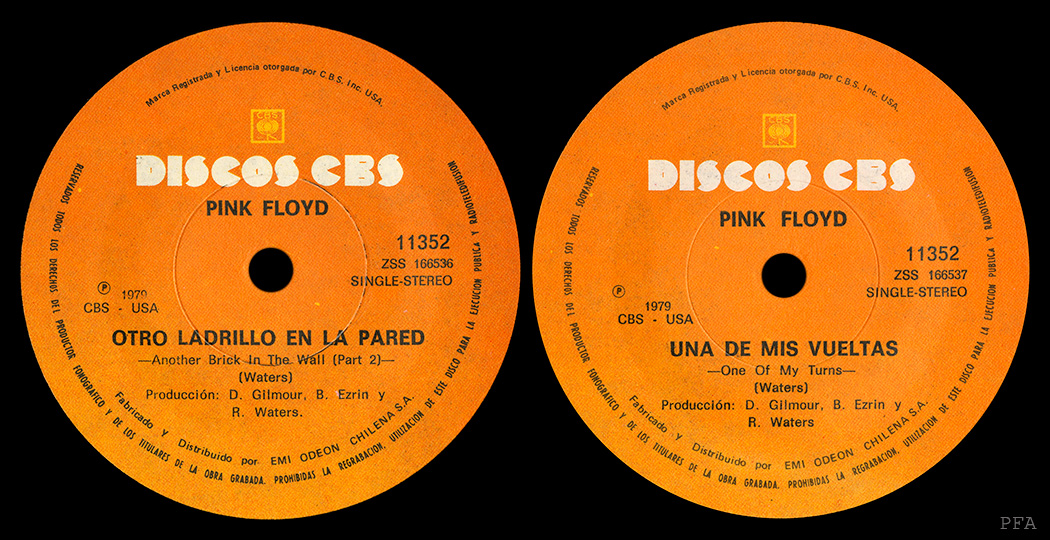 Marca Registrada y Licencia otorgada por C.B.S. Inc. USA.
CBS
DISCOS CBS
PINK FLOYD
11352
ZSS 166536
SINGLE-STEREO
P
1979
CBS - USA
OTRO LADRILLO EN LA PARED
—Another Brick In The Wall (Part 2)—
(Waters)
Producción: D. Gilmour, B. Ezrin y
R. Waters.
Fabricado y Distribuido por EMI ODEON CHILENA S.A.
RESERVADOS TODOS LOS DERECHOS DEL PRODUCTOR FONOGRAFICO Y DE LOS TITULARES DE LA OBRA GRABADA. PROHIBIDAS LA REGRABACION, UTILIZACION DE ESTE DISCO PARA LA EJECUCION PUBLICA Y RADIOTELEDIFUSION
Marca Registrada y Licencia otorgada por C.B.S. Inc. USA.
CBS
DISCOS CBS
PINK FLOYD
11352
ZSS 166537
SINGLE-STEREO
P
1979
CBS - USA
UNA DE MIS VUELTAS
—One Of My Turns—
(Waters)
Producción: D. Gilmour, B. Ezrin y
R. Waters
Fabricado y Distribuido por EMI ODEON CHILENA S.A.
RESERVADOS TODOS LOS DERECHOS DEL PRODUCTOR FONOGRAFICO Y DE LOS TITULARES DE LA OBRA GRABADA. PROHIBIDAS LA REGRABACION, UTILIZACION DE ESTE DISCO PARA LA EJECUCION PUBLICA Y RADIOTELEDIFUSION
PFA